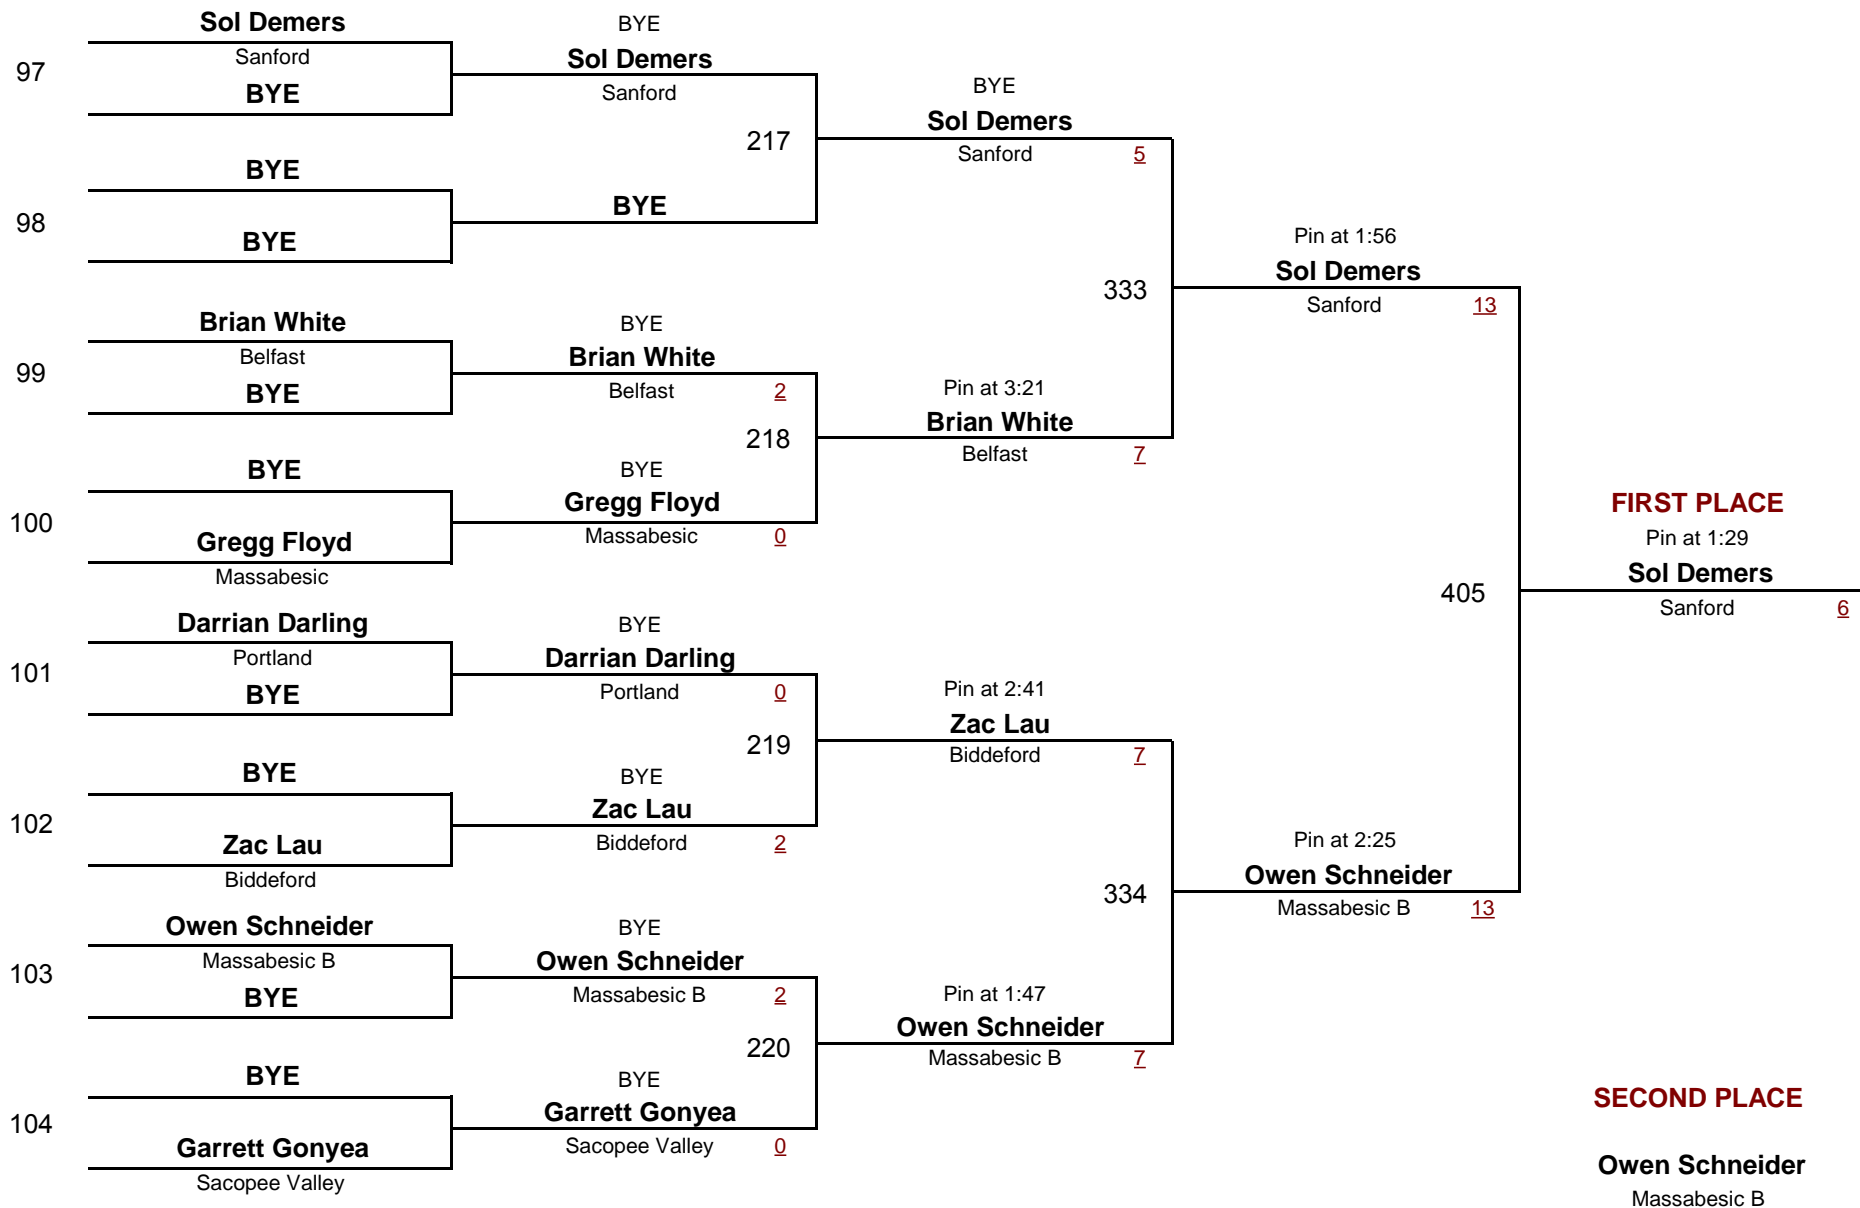 Sol Demers
97
Sanford
BYE
BYE
98
BYE
Brian White
99
Belfast
BYE
BYE
100
Gregg Floyd
Massabesic
Darrian Darling
101
Portland
BYE
BYE
102
Zac Lau
Biddeford
Owen Schneider
103
Massabesic B
BYE
BYE
104
Garrett Gonyea
Sacopee Valley
BYE
Sol Demers
Sanford
217
BYE
BYE
Brian White
Belfast 2
218
BYE
Gregg Floyd
Massabesic 0
BYE
Darrian Darling
Portland 0
219
BYE
Zac Lau
Biddeford 2
BYE
Owen Schneider
Massabesic B 2
220
BYE
Garrett Gonyea
Sacopee Valley 0
BYE
Sol Demers
Sanford 5
333
Pin at 3:21
Brian White
Belfast 7
Pin at 2:41
Zac Lau
Biddeford 7
334
Pin at 1:47
Owen Schneider
Massabesic B 7
Pin at 1:56
Sol Demers
Sanford 13
405
Pin at 2:25
Owen Schneider
Massabesic B 13
FIRST PLACE
Pin at 1:29
Sol Demers
Sanford 6
SECOND PLACE
Owen Schneider
Massabesic B